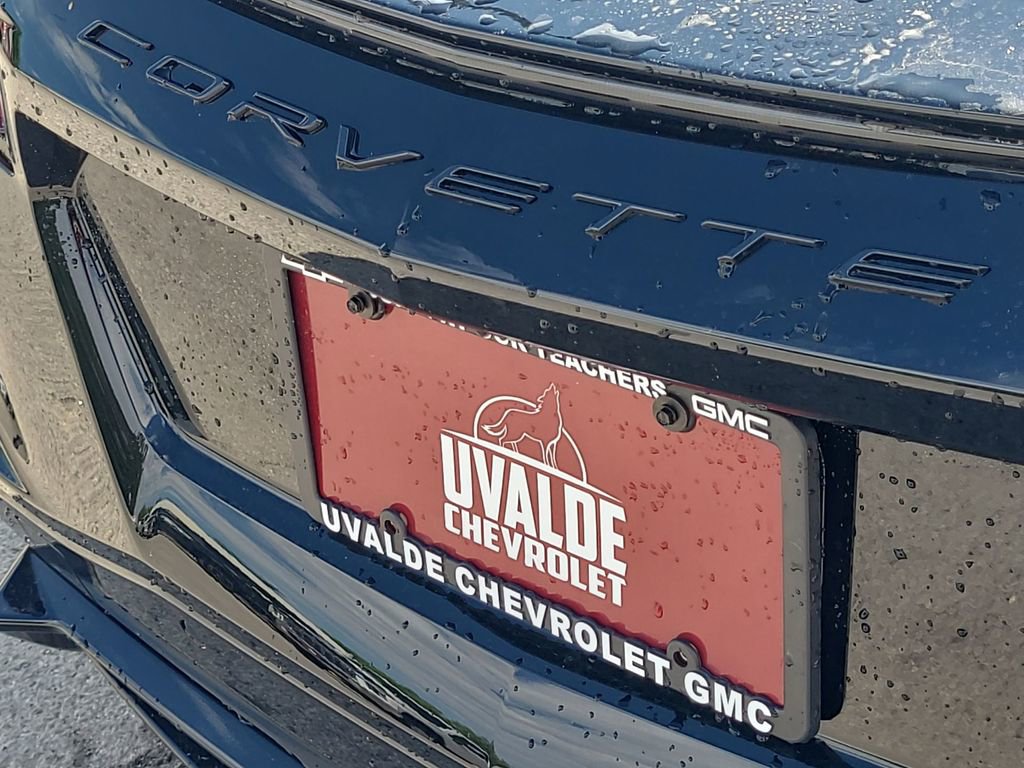 CORVETTE
TEACHERS
GMC
UVALDE
CHEVROLET
UVALDE CHEVROLET GMC